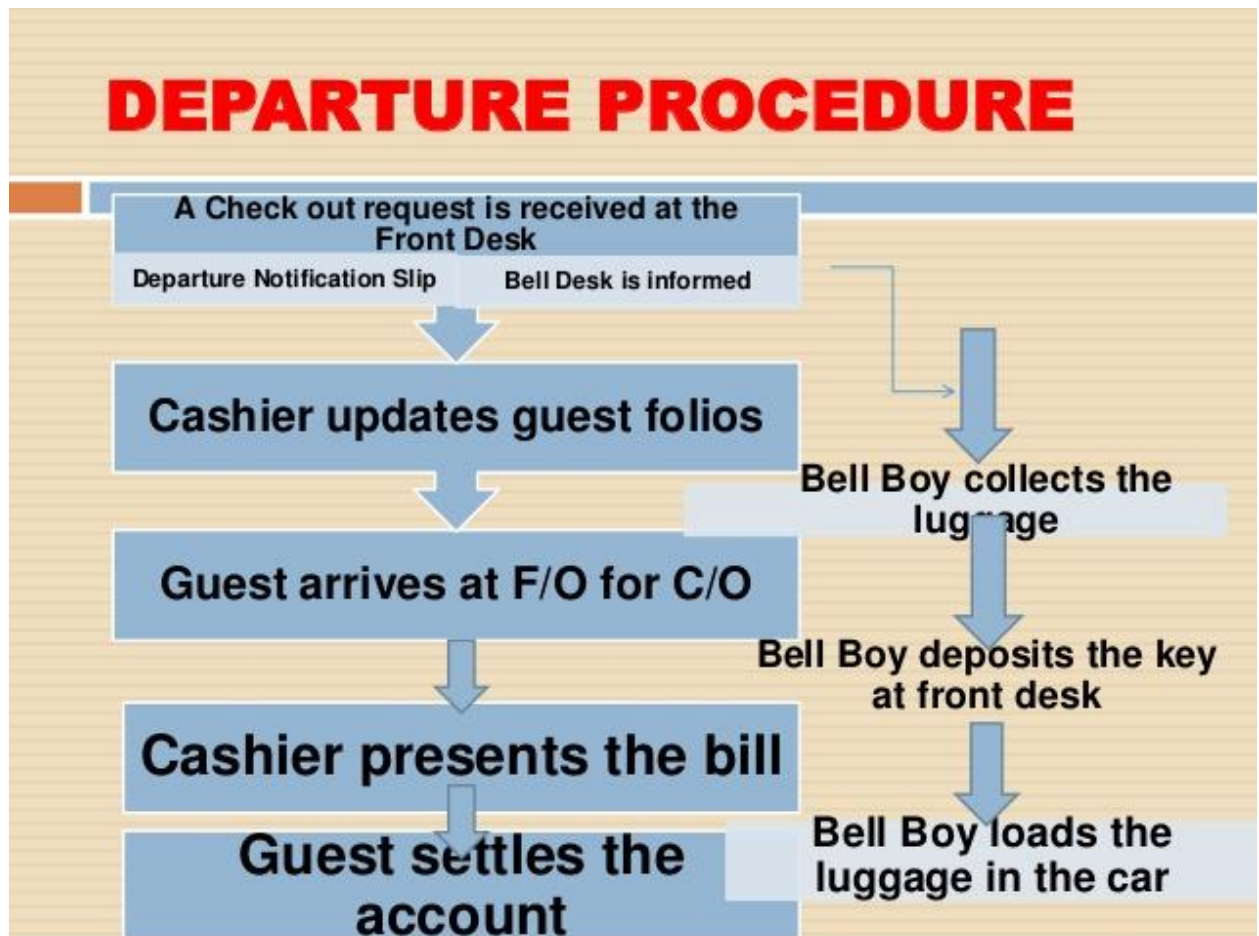 DEPARTURE PROCEDURE
A Check out request is received at the
Front Desk
Departure Notification Slip
Bell Desk is informed
Cashier updates guest folios
Guest arrives at F/O for C/O
Cashier presents the bill
Guest settles the
account
Bell Boy collects the
luggage
Bell Boy deposits the key
at front desk
Bell Boy loads the
luggage in the car